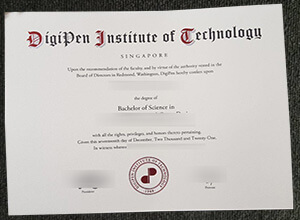 DigiPen Institute of Technology
SINGAPORE
Upon the recommendation of the faculty and by virtue of the authority vested in the
Board of Directors in Redmond, Washington, DigiPen hereby confers upon
the degree of
Bachelor of Science in
with all the rights, privileges, and honors thereto pertaining.
Given this seventeenth day of December, Two Thousand and Twenty One.
In witness whereof